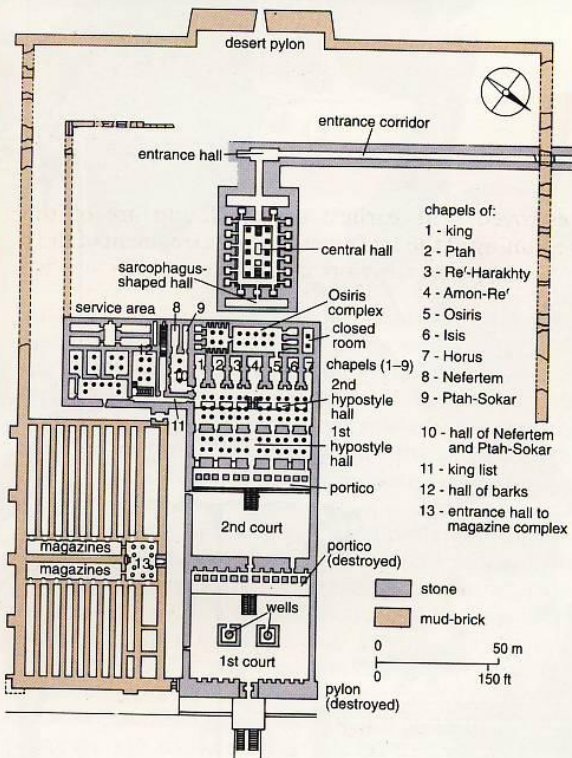 desert pylon
entrance corridor
entrance hall
central hall
sarcophagus-
shaped hall
service area
8
9
Osiris
complex
closed
room
12
10
1 2 3 4 5 6 7
chapels (1–9)
2nd
hypostyle
hall
11
1st
hypostyle
hall
portico
2nd court
magazines
magazines
13
portico
(destroyed)
wells
1st court
pylon
(destroyed)
chapels of:
1 - king
2 - Ptah
3 - Reʿ-Harakhty
4 - Amon-Reʿ
5 - Osiris
6 - Isis
7 - Horus
8 - Nefertem
9 - Ptah-Sokar
10 - hall of Nefertem
and Ptah-Sokar
11 - king list
12 - hall of barks
13 - entrance hall to
magazine complex
stone
mud-brick
0 50 m
0 150 ft